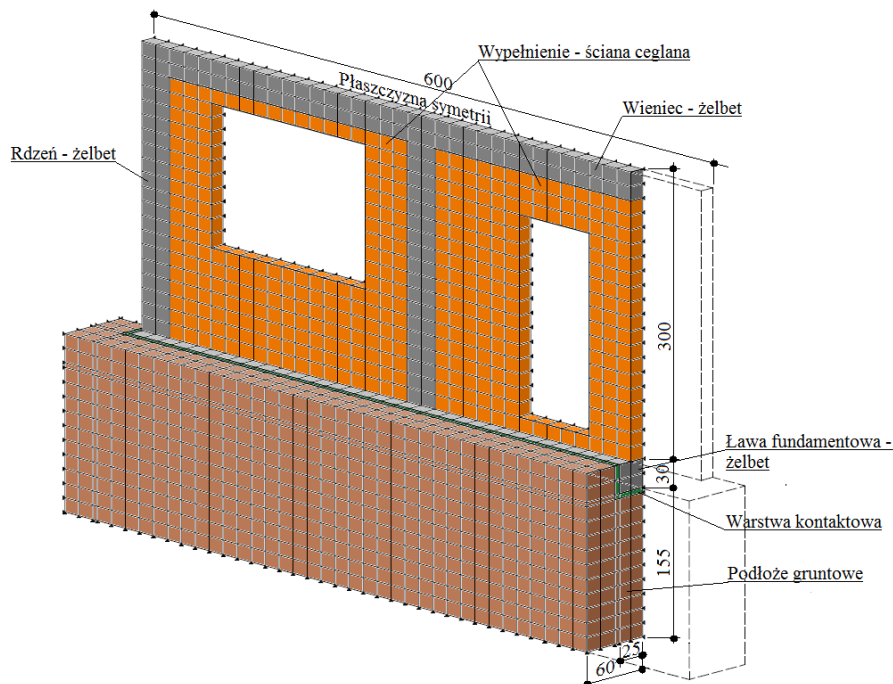 Wypełnienie - ściana ceglana
600
Płaszczyzna symetrii
Wieniec - żelbet
Rdzeń - żelbet
300
Ława fundamentowa -
żelbet
30
Warstwa kontaktowa
155
Podłoże gruntowe
25
60